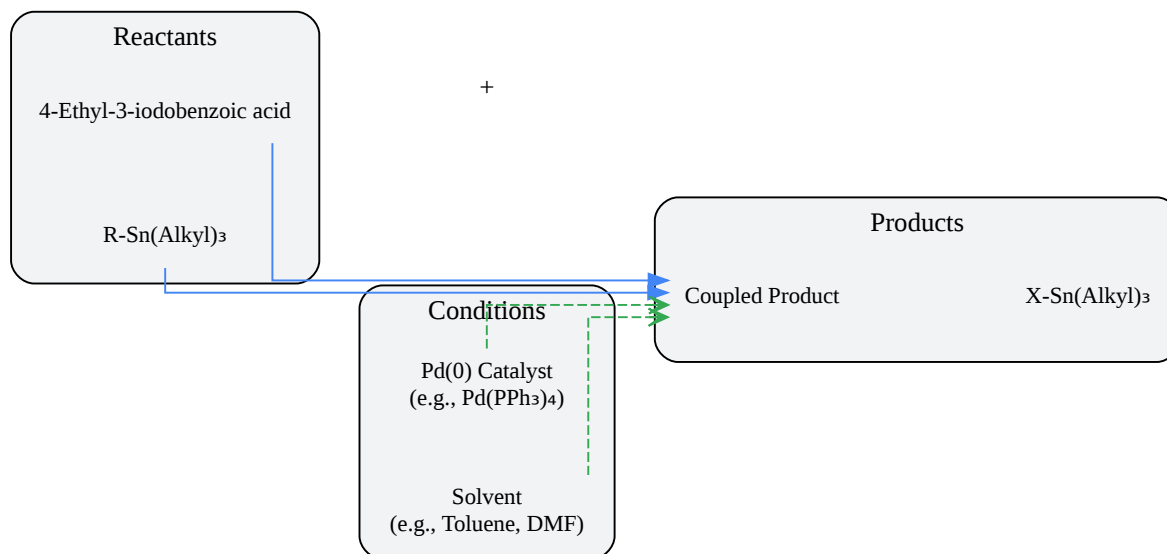 Reactants
4-Ethyl-3-iodobenzoic acid
R-Sn(Alkyl)₃
+
Conditions
Pd(0) Catalyst
(e.g., Pd(PPh₃)₄)
Solvent
(e.g., Toluene, DMF)
Products
Coupled Product
X-Sn(Alkyl)₃